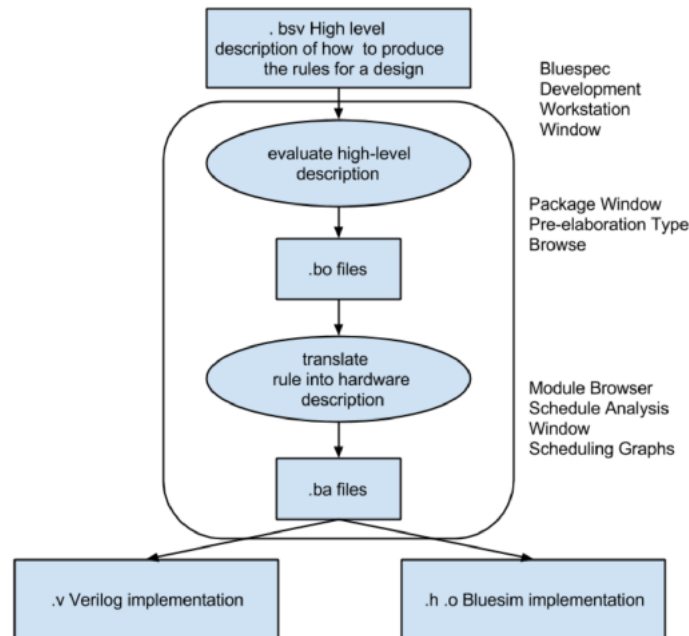 . bsv High level
description of how to produce
the rules for a design
Bluespec
Development
Workstation
Window
evaluate high-level
description
Package Window
Pre-elaboration Type
Browse
.bo files
translate
rule into hardware
description
Module Browser
Schedule Analysis
Window
Scheduling Graphs
.ba files
.v Verilog implementation
.h .o Bluesim implementation